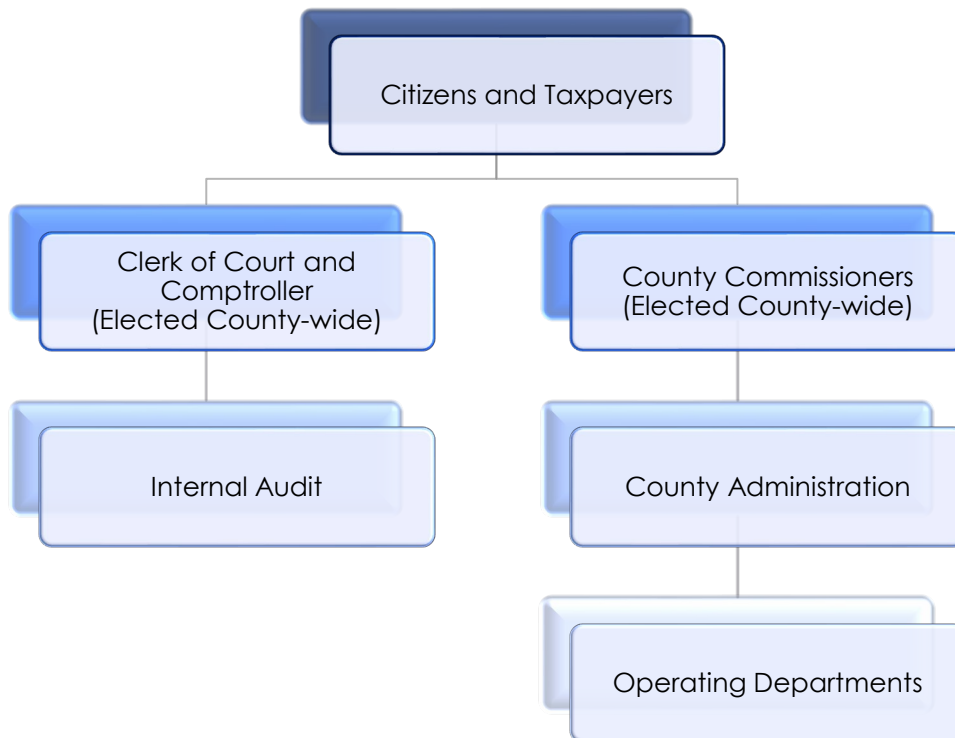 Citizens and Taxpayers
Clerk of Court and
Comptroller
(Elected County-wide)
County Commissioners
(Elected County-wide)
Internal Audit
County Administration
Operating Departments